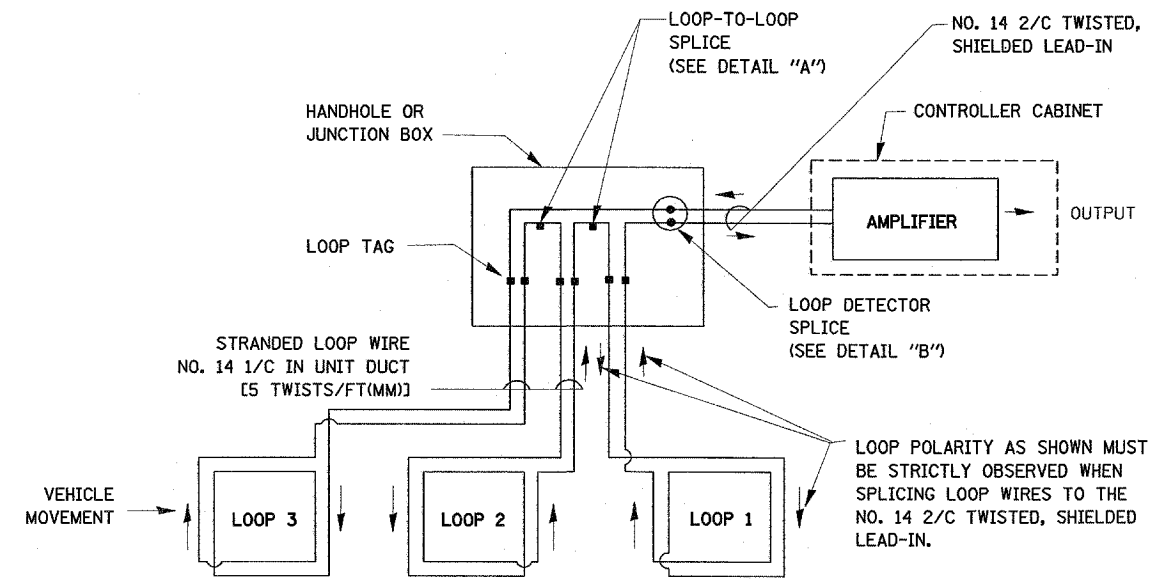 LOOP-TO-LOOP
SPLICE
(SEE DETAIL "A")
NO. 14 2/C TWISTED,
SHIELDED LEAD-IN
HANDHOLE OR
JUNCTION BOX
CONTROLLER CABINET
AMPLIFIER
OUTPUT
LOOP TAG
LOOP DETECTOR
SPLICE
(SEE DETAIL "B")
STRANDED LOOP WIRE
NO. 14 1/C IN UNIT DUCT
[5 TWISTS/FT(MM)]
LOOP POLARITY AS SHOWN MUST
BE STRICTLY OBSERVED WHEN
SPLICING LOOP WIRES TO THE
NO. 14 2/C TWISTED, SHIELDED
LEAD-IN.
VEHICLE
MOVEMENT
LOOP 3
LOOP 2
LOOP 1